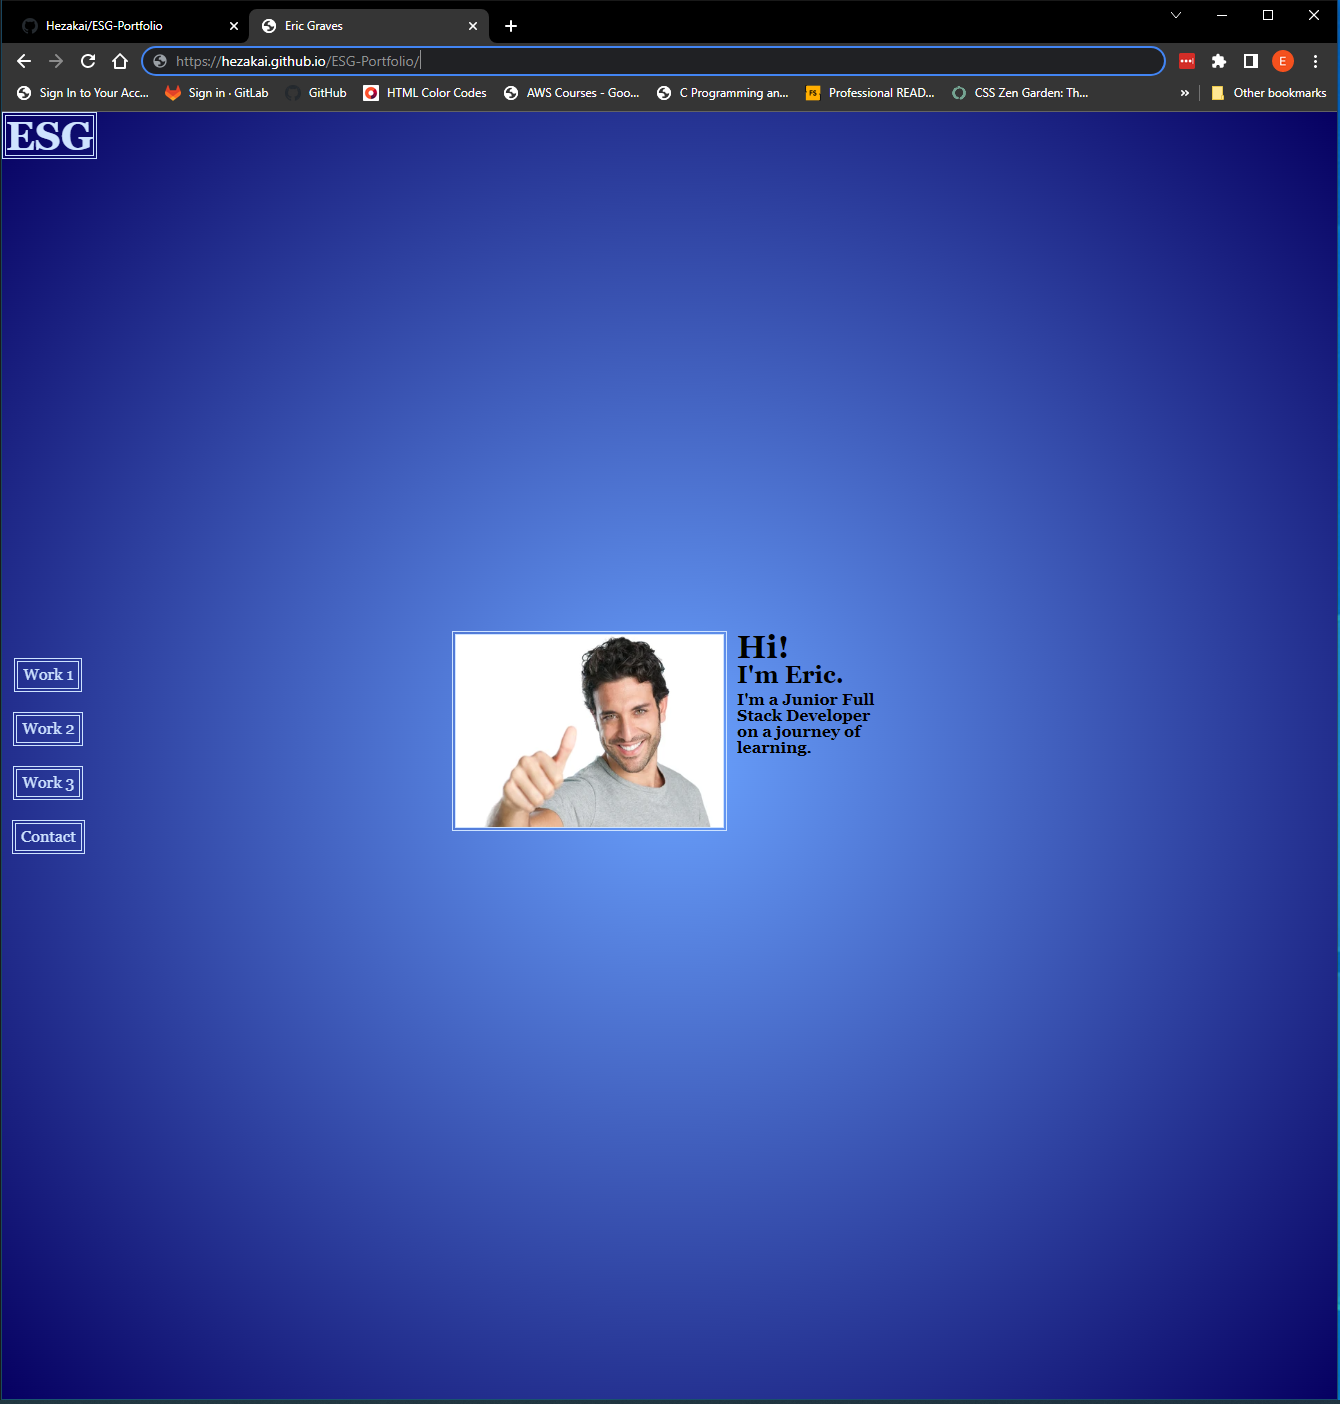 Hezakai/ESG-Portfolio
Eric Graves
https://hezakai.github.io/ESG-Portfolio/
E
Sign In to Your Acc...
Sign in · GitLab
GitHub
HTML Color Codes
AWS Courses - Goo...
C Programming an...
FS
Professional READ...
CSS Zen Garden: Th...
»
Other bookmarks
ESG
Hi!
I'm Eric.
I'm a Junior Full
Stack Developer
on a journey of
learning.
Work 1
Work 2
Work 3
Contact